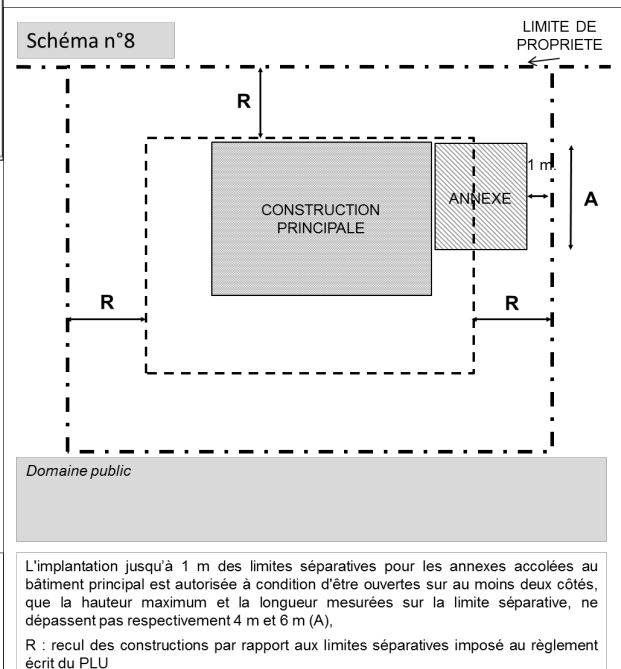 Schéma n°8
LIMITE DE
PROPRIETE
R
1 m.
ANNEXE
A
CONSTRUCTION
PRINCIPALE
R
R
Domaine public
L'implantation jusqu'à 1 m des limites séparatives pour les annexes accolées au
bâtiment principal est autorisée à condition d'être ouvertes sur au moins deux côtés,
que la hauteur maximum et la longueur mesurées sur la limite séparative, ne
dépassent pas respectivement 4 m et 6 m (A),
R : recul des constructions par rapport aux limites séparatives imposé au règlement
écrit du PLU